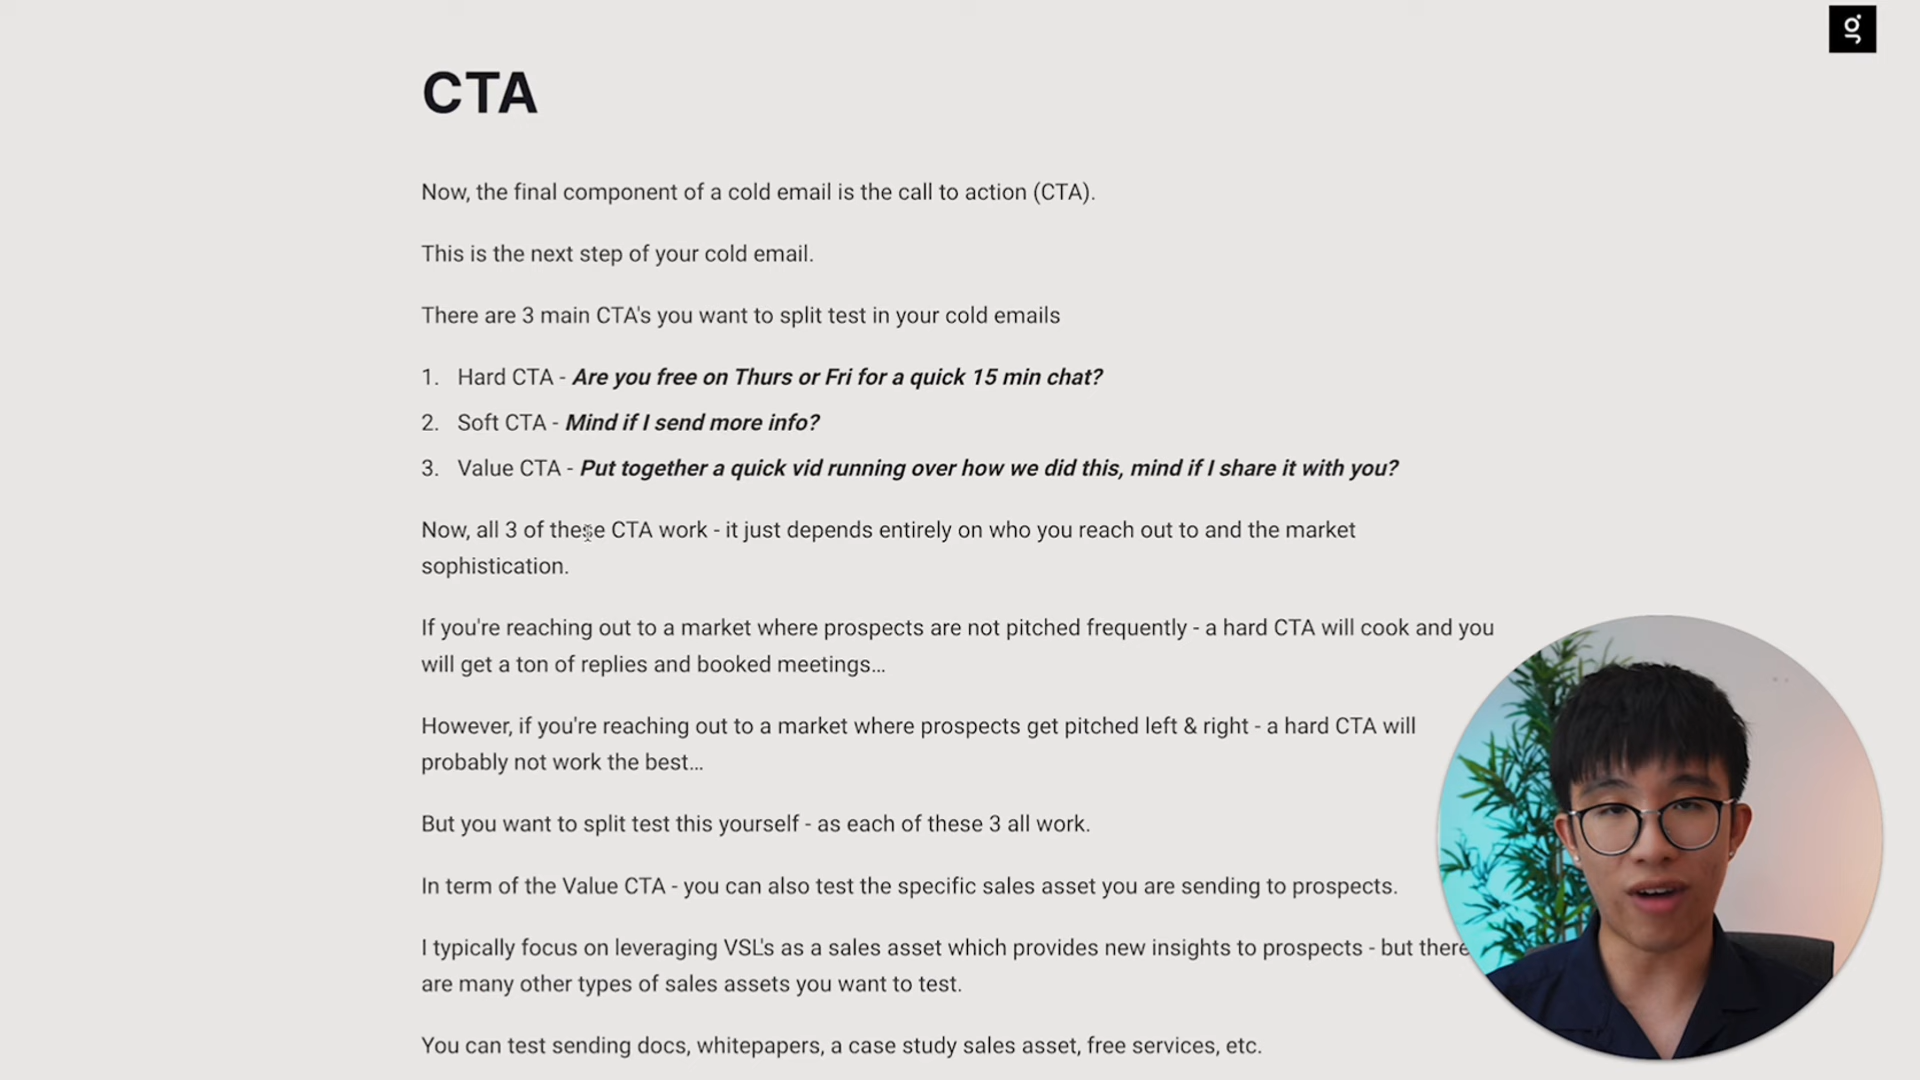 g
CTA
Now, the final component of a cold email is the call to action (CTA).
This is the next step of your cold email.
There are 3 main CTA's you want to split test in your cold emails
1. Hard CTA - Are you free on Thurs or Fri for a quick 15 min chat?
2. Soft CTA - Mind if I send more info?
3. Value CTA - Put together a quick vid running over how we did this, mind if I share it with you?
Now, all 3 of these CTA work - it just depends entirely on who you reach out to and the market
sophistication.
If you're reaching out to a market where prospects are not pitched frequently - a hard CTA will cook and you
will get a ton of replies and booked meetings...
However, if you're reaching out to a market where prospects get pitched left & right - a hard CTA will
probably not work the best...
But you want to split test this yourself - as each of these 3 all work.
In term of the Value CTA - you can also test the specific sales asset you are sending to prospects.
I typically focus on leveraging VSL's as a sales asset which provides new insights to prospects - but there
are many other types of sales assets you want to test.
You can test sending docs, whitepapers, a case study sales asset, free services, etc.